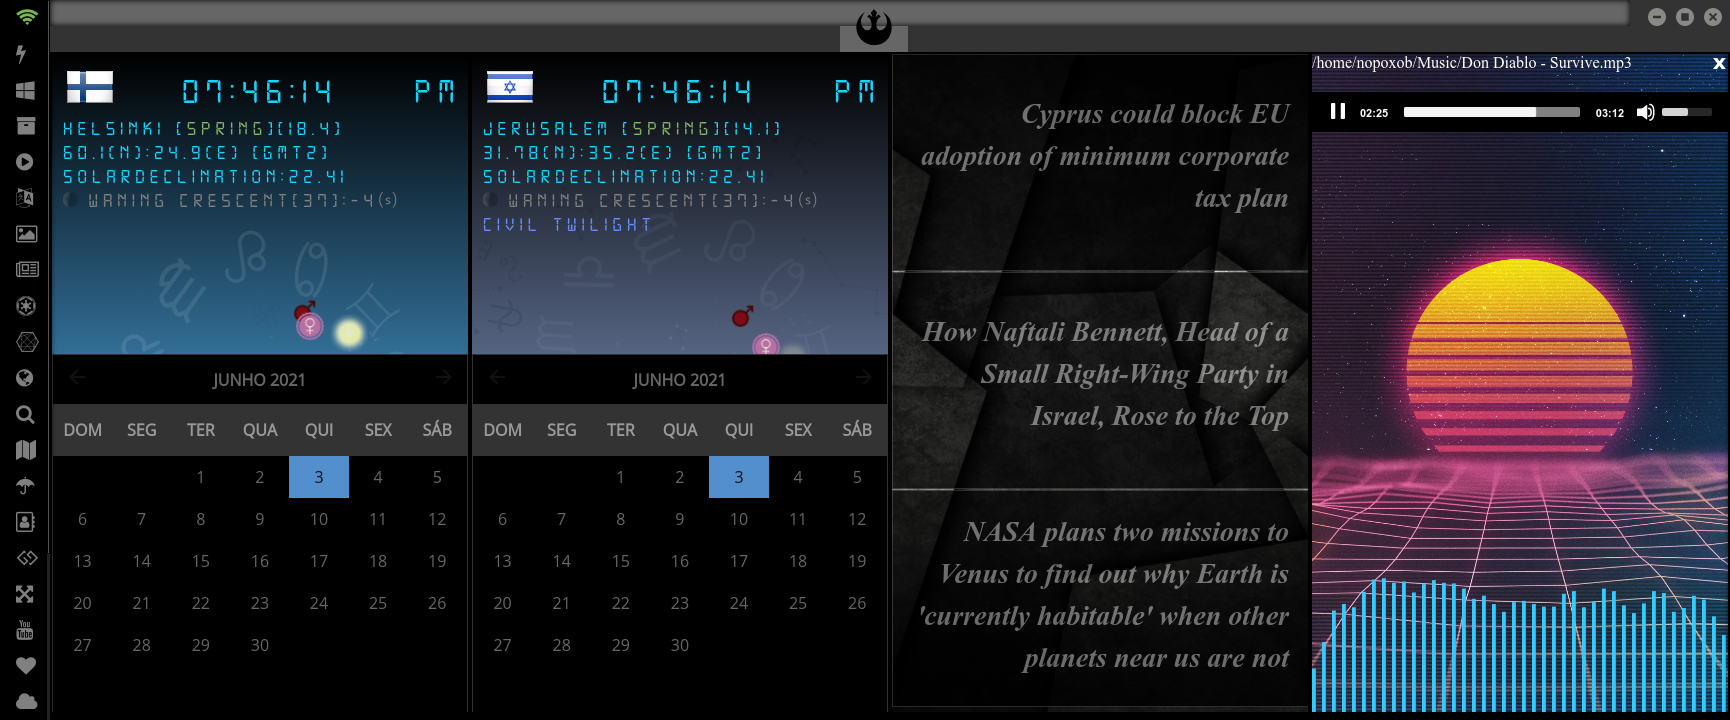 07:46:14 PM
HELSINKI [SPRING][18.4]
60.1(N):24.9(E) [GMT2]
SOLARDECLINATION:22.41
WANING CRESCENT(37):-4(s)
JUNHO 2021
DOM SEG TER QUA QUI SEX SÁB
1 2 3 4 5
6 7 8 9 10 11 12
13 14 15 16 17 18 19
20 21 22 23 24 25 26
27 28 29 30
07:46:14 PM
JERUSALEM [SPRING][14.1]
31.78(N):35.2(E) [GMT2]
SOLARDECLINATION:22.41
WANING CRESCENT(37):-4(s)
CIVIL TWILIGHT
JUNHO 2021
DOM SEG TER QUA QUI SEX SÁB
1 2 3 4 5
6 7 8 9 10 11 12
13 14 15 16 17 18 19
20 21 22 23 24 25 26
27 28 29 30
Cyprus could block EU
adoption of minimum corporate
tax plan
How Naftali Bennett, Head of a
Small Right-Wing Party in
Israel, Rose to the Top
NASA plans two missions to
Venus to find out why Earth is
'currently habitable' when other
planets near us are not
/home/nopoxob/Music/Don Diablo - Survive.mp3 x
02:25 03:12
You
Tube